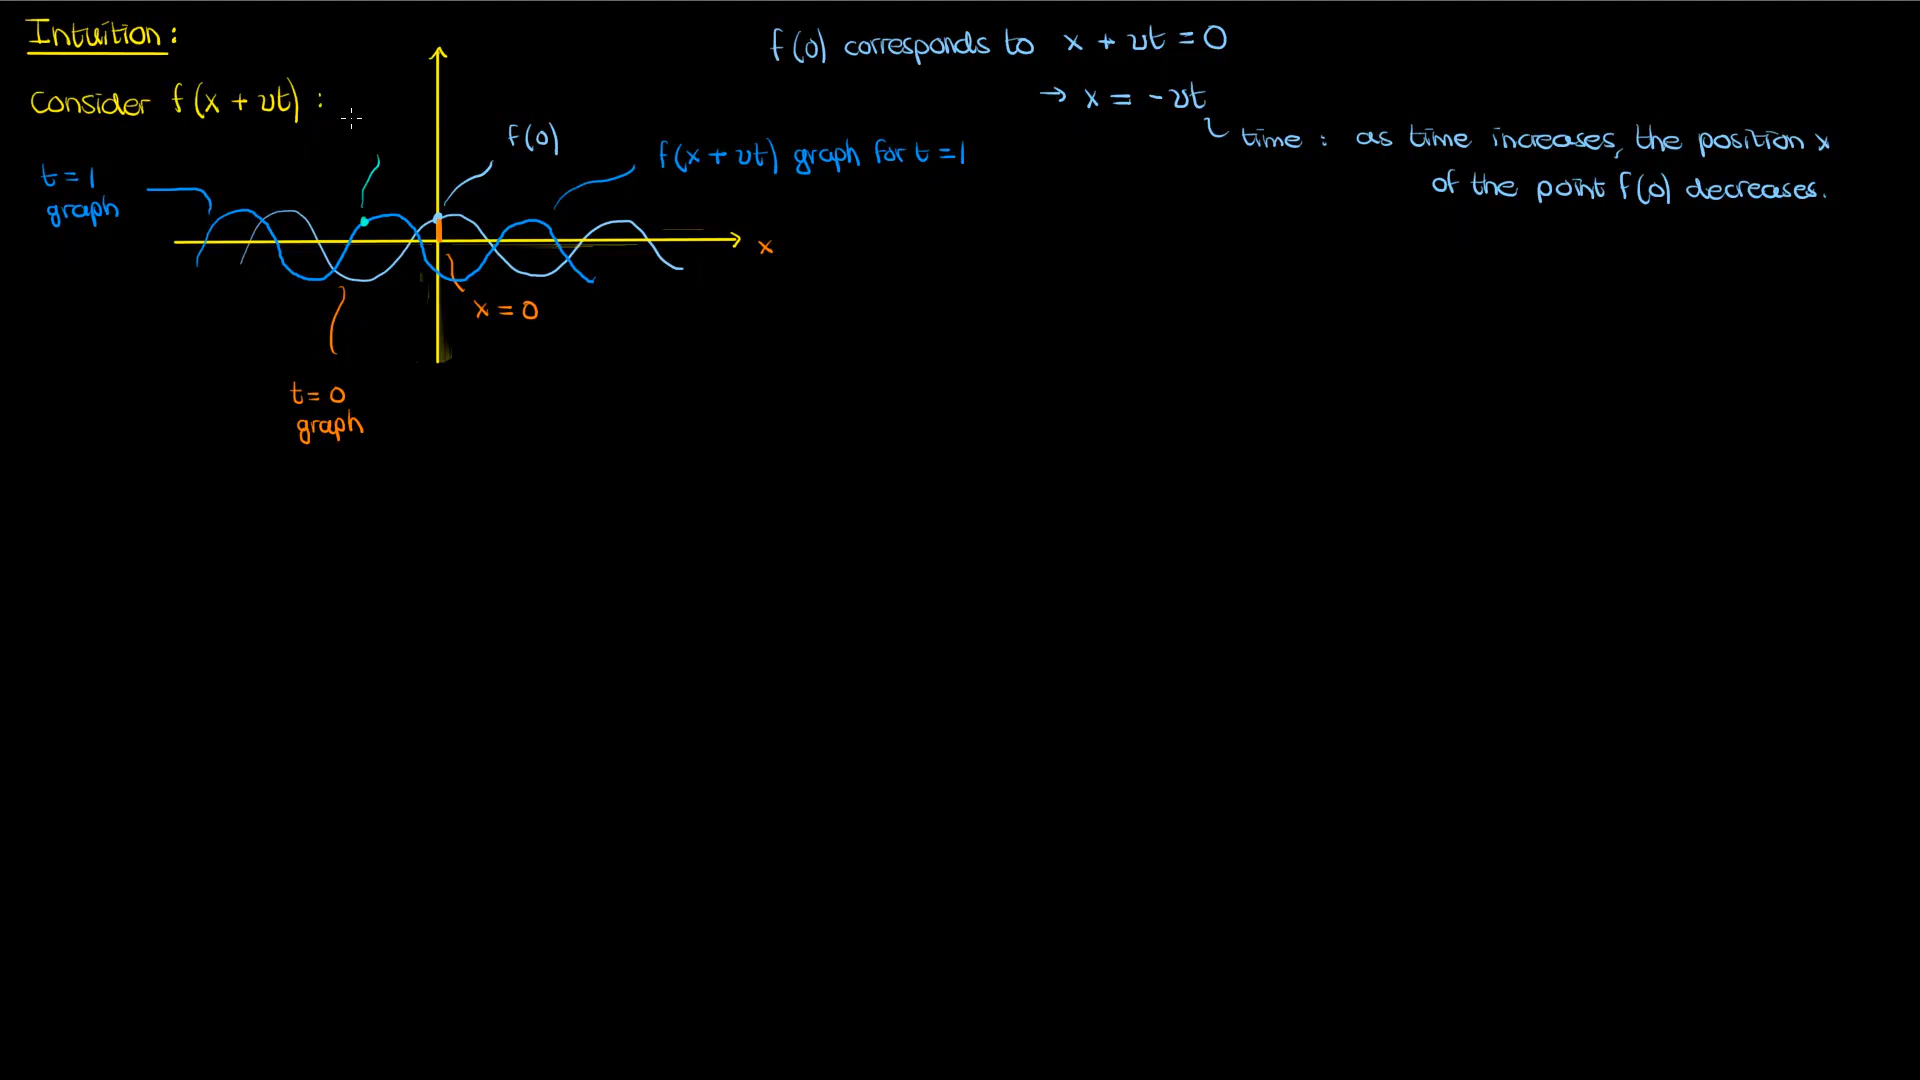 Intuition:
f(0) corresponds to x + vt = 0
Consider f(x + vt) :
→ x = - vt
f(0)
time : as time increases, the position x
of the point f(0) decreases.
f(x + vt) graph for t = 1
t = 1
graph
x
x = 0
t = 0
graph